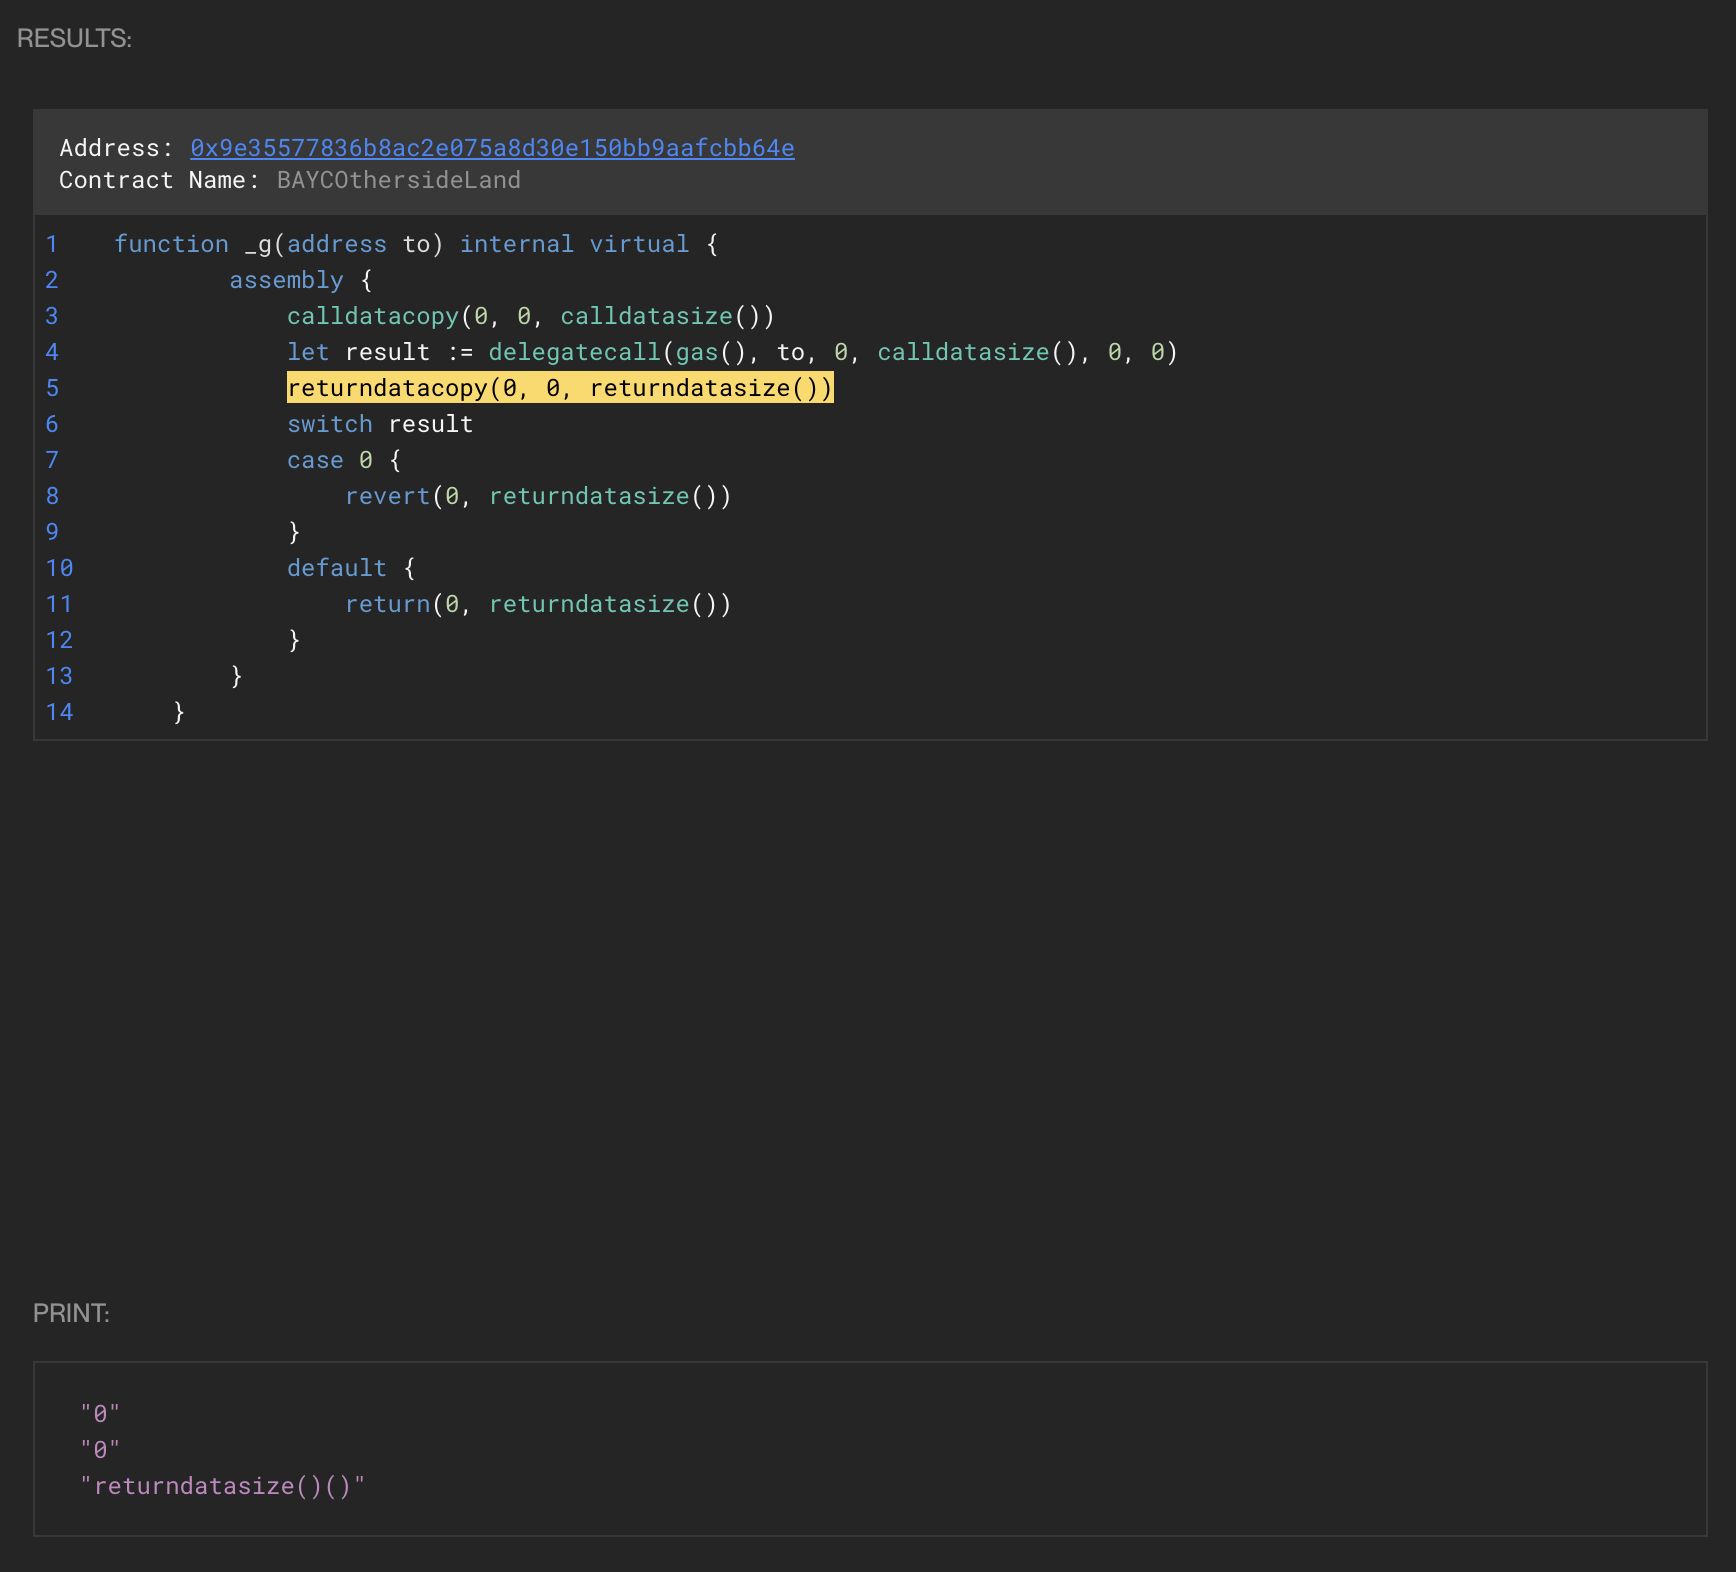 RESULTS:
Address: 0x9e35577836b8ac2e075a8d30e150bb9aafcbb64e
Contract Name: BAYCOthersideLand
1 function _g(address to) internal virtual {
2 assembly {
3 calldatacopy(0, 0, calldatasize())
4 let result := delegatecall(gas(), to, 0, calldatasize(), 0, 0)
5 returndatacopy(0, 0, returndatasize())
6 switch result
7 case 0 {
8 revert(0, returndatasize())
9 }
10 default {
11 return(0, returndatasize())
12 }
13 }
14 }
PRINT:
"0"
"0"
"returndatasize()()"